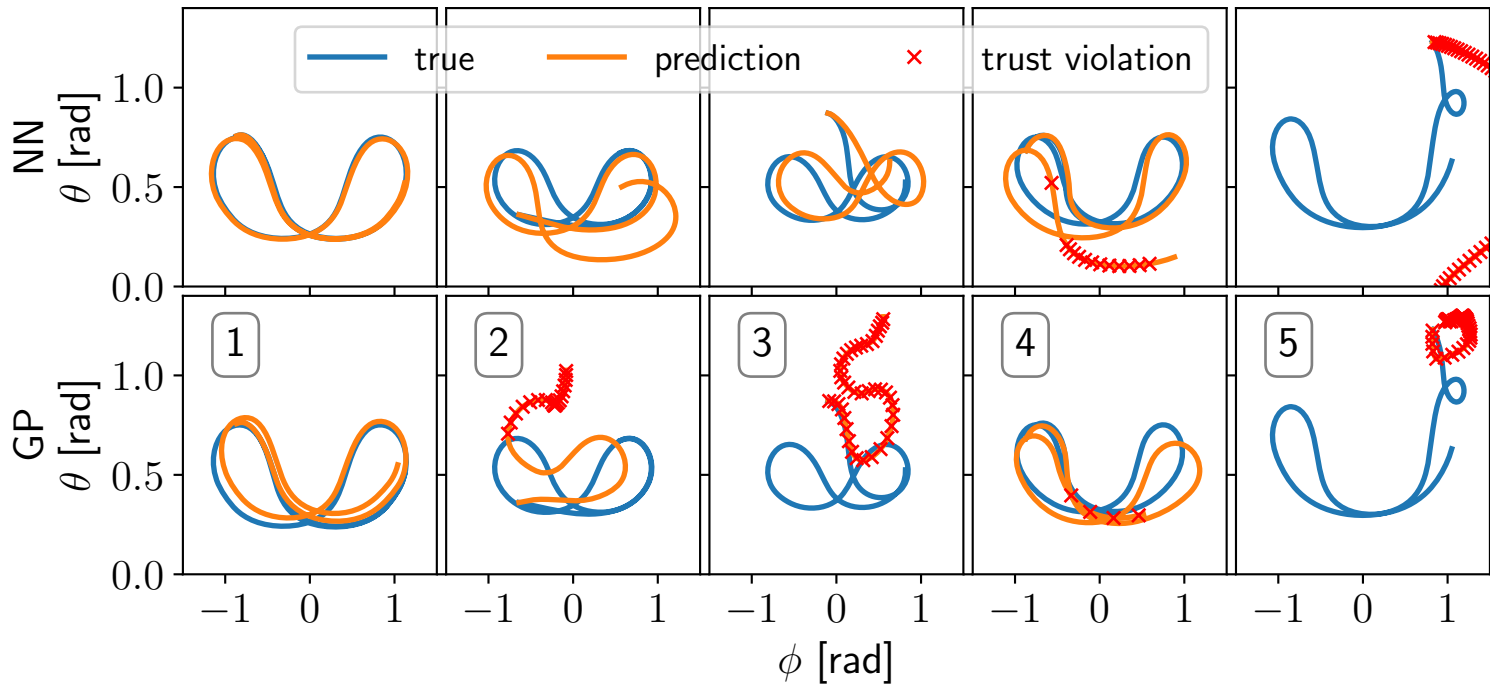 true prediction trust violation
NN
θ [rad]
1.0
0.5
0.0
GP
θ [rad]
1.0
0.5
0.0
1 2 3 4 5
−1 0 1 −1 0 1 −1 0 1 −1 0 1 −1 0 1
ϕ [rad]